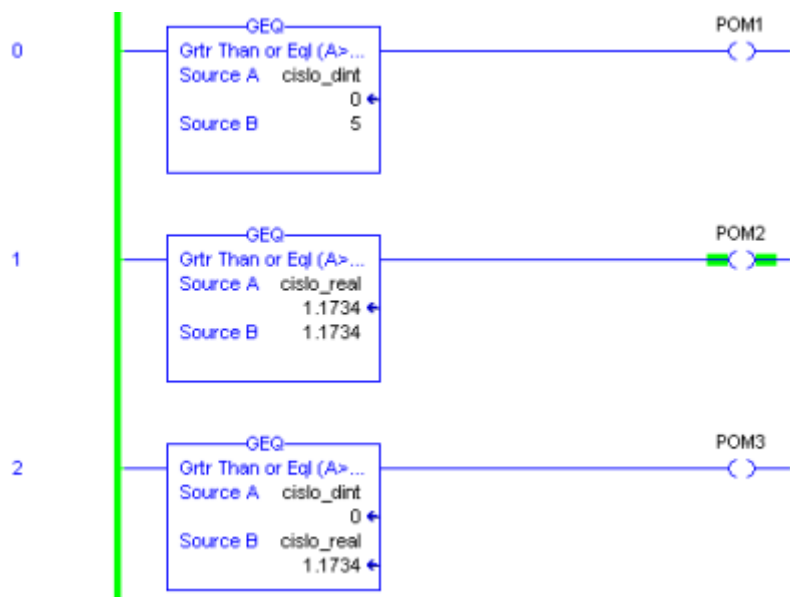 GEQ
POM1
0
Grtr Than or Eql (A>...
Source A cislo_dint
0
Source B 5
GEQ
POM2
1
Grtr Than or Eql (A>...
Source A cislo_real
1.1734
Source B 1.1734
GEQ
POM3
2
Grtr Than or Eql (A>...
Source A cislo_dint
0
Source B cislo_real
1.1734